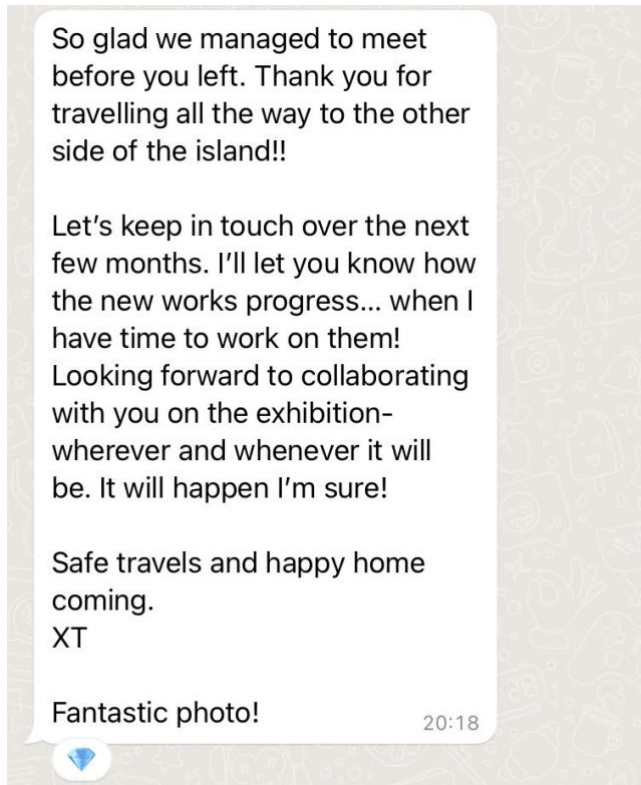 So glad we managed to meet
before you left. Thank you for
travelling all the way to the other
side of the island!!
Let’s keep in touch over the next
few months. I’ll let you know how
the new works progress... when I
have time to work on them!
Looking forward to collaborating
with you on the exhibition-
wherever and whenever it will
be. It will happen I’m sure!
Safe travels and happy home
coming.
XT
Fantastic photo!
20:18